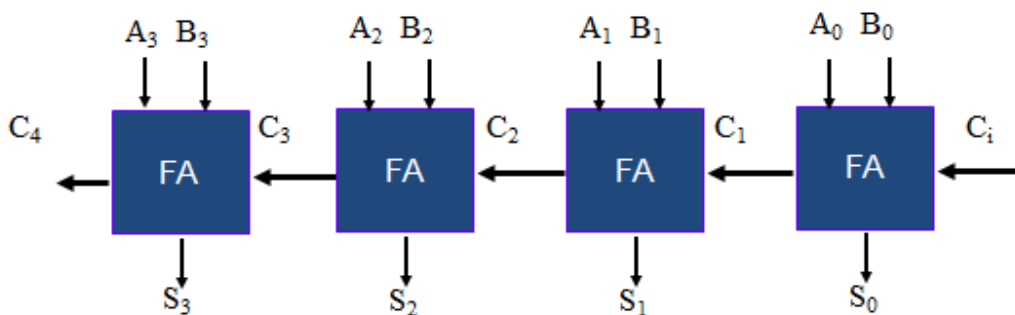 A₃ B₃ A₂ B₂ A₁ B₁ A₀ B₀
C₄ C₃ C₂ C₁ Cᵢ
FA FA FA FA
S₃ S₂ S₁ S₀